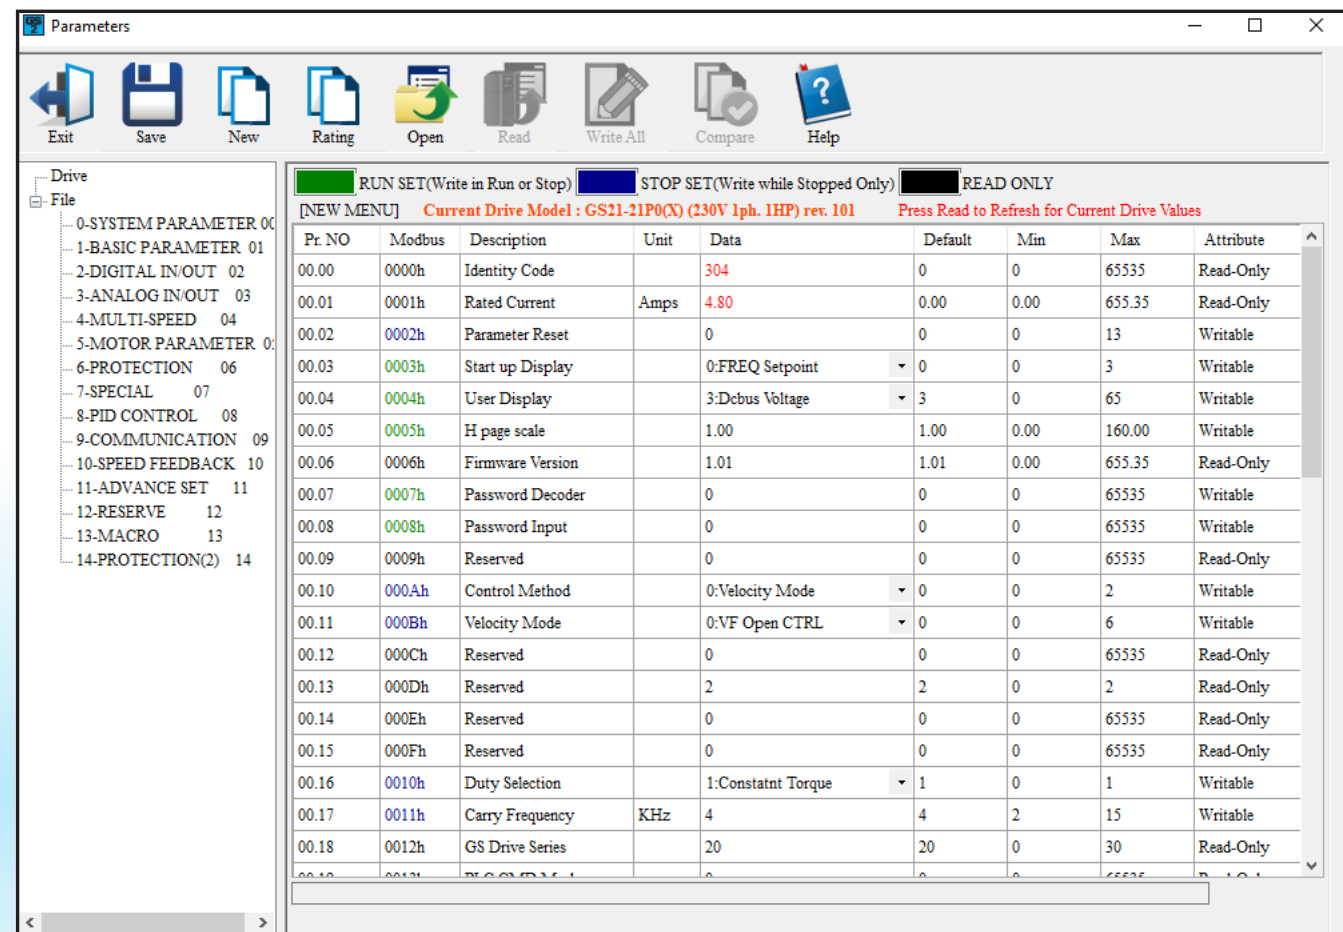 GS2 Parameters
Exit Save New Rating Open Read Write All Compare Help
Drive
File
0-SYSTEM PARAMETER 00
1-BASIC PARAMETER 01
2-DIGITAL IN/OUT 02
3-ANALOG IN/OUT 03
4-MULTI-SPEED 04
5-MOTOR PARAMETER 0
6-PROTECTION 06
7-SPECIAL 07
8-PID CONTROL 08
9-COMMUNICATION 09
10-SPEED FEEDBACK 10
11-ADVANCE SET 11
12-RESERVE 12
13-MACRO 13
14-PROTECTION(2) 14
RUN SET(Write in Run or Stop) STOP SET(Write while Stopped Only) READ ONLY
[NEW MENU] Current Drive Model : GS21-21P0(X) (230V 1ph. 1HP) rev. 101 Press Read to Refresh for Current Drive Values
Pr. NO Modbus Description Unit Data Default Min Max Attribute
00.00 0000h Identity Code 304 0 0 65535 Read-Only
00.01 0001h Rated Current Amps 4.80 0.00 0.00 655.35 Read-Only
00.02 0002h Parameter Reset 0 0 0 13 Writable
00.03 0003h Start up Display 0:FREQ Setpoint 0 0 3 Writable
00.04 0004h User Display 3:Dcbus Voltage 3 0 65 Writable
00.05 0005h H page scale 1.00 1.00 0.00 160.00 Writable
00.06 0006h Firmware Version 1.01 1.01 0.00 655.35 Read-Only
00.07 0007h Password Decoder 0 0 0 65535 Writable
00.08 0008h Password Input 0 0 0 65535 Writable
00.09 0009h Reserved 0 0 0 65535 Read-Only
00.10 000Ah Control Method 0:Velocity Mode 0 0 2 Writable
00.11 000Bh Velocity Mode 0:VF Open CTRL 0 0 6 Writable
00.12 000Ch Reserved 0 0 0 65535 Read-Only
00.13 000Dh Reserved 2 2 0 2 Read-Only
00.14 000Eh Reserved 0 0 0 65535 Read-Only
00.15 000Fh Reserved 0 0 0 65535 Read-Only
00.16 0010h Duty Selection 1:Constatnt Torque 1 0 1 Writable
00.17 0011h Carry Frequency KHz 4 4 2 15 Writable
00.18 0012h GS Drive Series 20 20 0 30 Read-Only